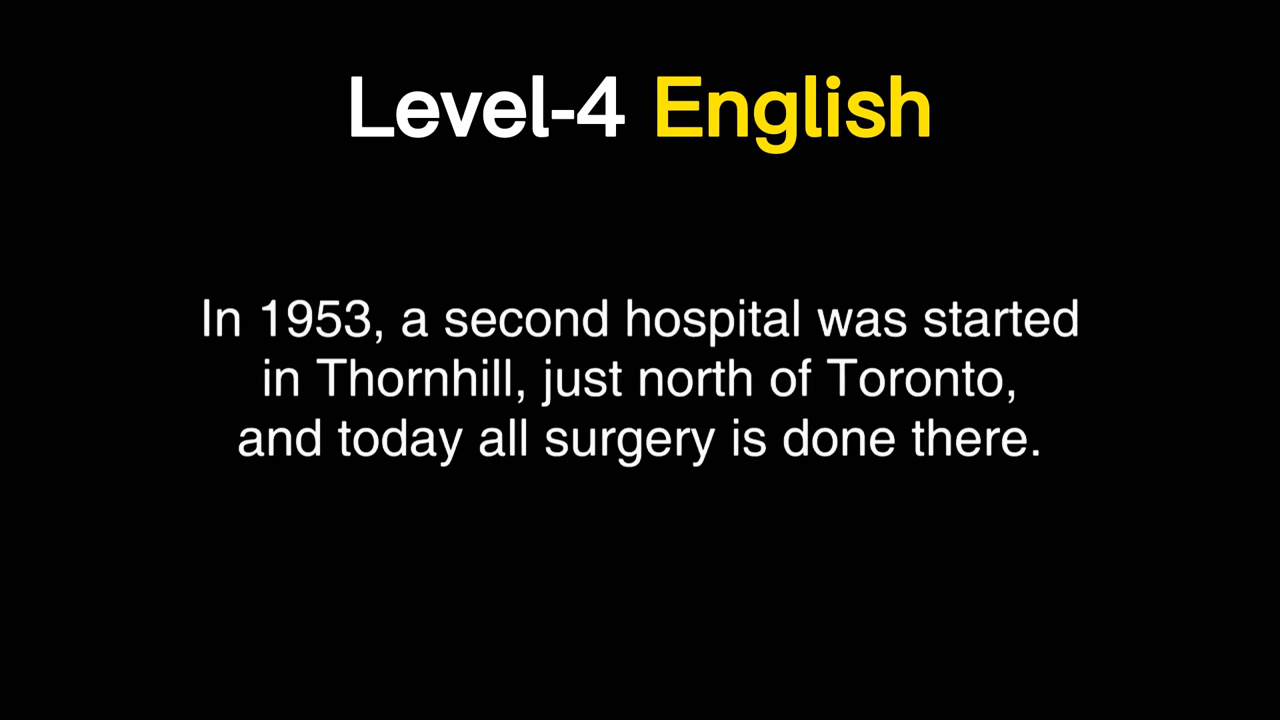 Level-4 English
In 1953, a second hospital was started
in Thornhill, just north of Toronto,
and today all surgery is done there.